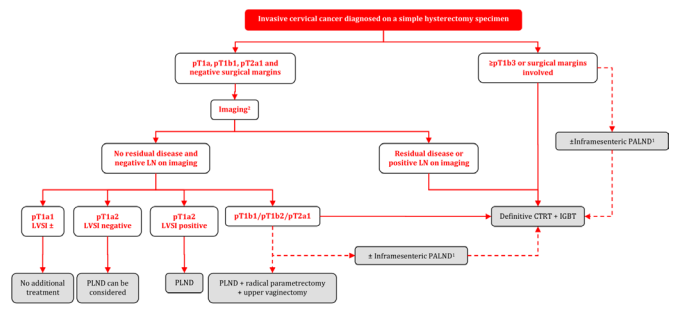 Invasive cervical cancer diagnosed on a simple hysterectomy specimen
pT1a, pT1b1, pT2a1 and
negative surgical margins
≥pT1b3 or surgical margins
involved
Imaging¹
±Inframesenteric PALND¹
No residual disease and
negative LN on imaging
Residual disease or
positive LN on imaging
pT1a1
LVSI ±
pT1a2
LVSI negative
pT1a2
LVSI positive
pT1b1/pT1b2/pT2a1
Definitive CTRT + IGBT
± Inframesenteric PALND¹
No additional
treatment
PLND can be
considered
PLND
PLND + radical parametrectomy
+ upper vaginectomy